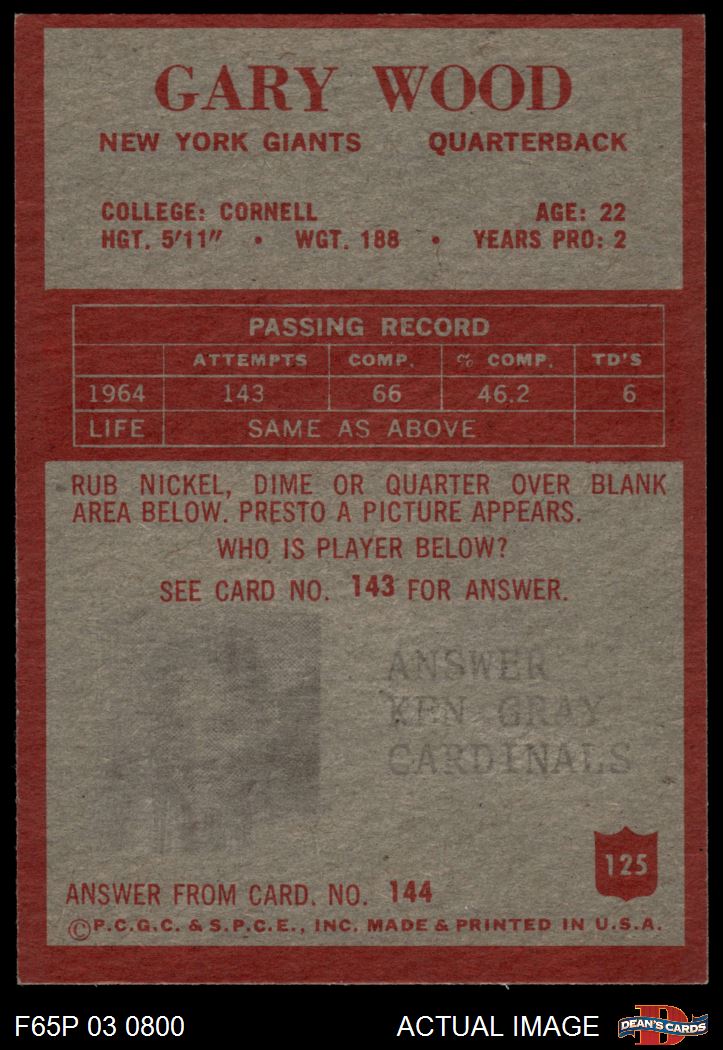 GARY WOOD
NEW YORK GIANTS QUARTERBACK
COLLEGE: CORNELL AGE: 22
HGT. 5'11" • WGT. 188 • YEARS PRO: 2
PASSING RECORD
ATTEMPTS COMP. % COMP. TD'S
1964 143 66 46.2 6
LIFE SAME AS ABOVE
RUB NICKEL, DIME OR QUARTER OVER BLANK
AREA BELOW. PRESTO A PICTURE APPEARS.
WHO IS PLAYER BELOW?
SEE CARD NO. 143 FOR ANSWER.
ANSWER
KEN GRAY
CARDINALS
125
ANSWER FROM CARD. NO. 144
©P.C.G.C. & S.P.C.E., INC. MADE & PRINTED IN U.S.A.
F65P 03 0800 ACTUAL IMAGE D DEAN'S CARDS